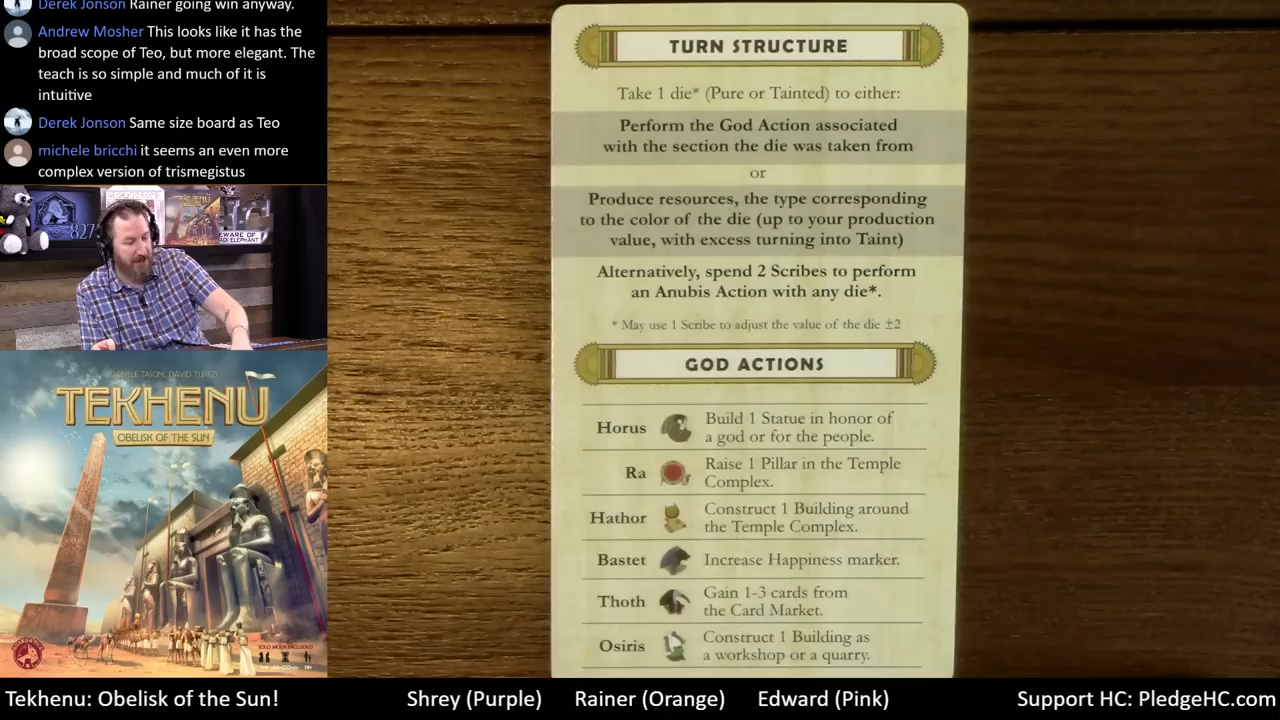 Derek Jonson Rainer going win anyway.
Andrew Mosher This looks like it has the
broad scope of Teo, but more elegant. The
teach is so simple and much of it is
intuitive
Derek Jonson Same size board as Teo
michele bricchi it seems an even more
complex version of trismegistus
TEKHENU
827
BEWARE OF
DANIELE TASCINI, DAVID TURCZI
TEKHENU
OBELISK OF THE SUN
SOLO MODE INCLUDED
TURN STRUCTURE
Take 1 die* (Pure or Tainted) to either:
Perform the God Action associated
with the section the die was taken from
or
Produce resources, the type corresponding
to the color of the die (up to your production
value, with excess turning into Taint)
Alternatively, spend 2 Scribes to perform
an Anubis Action with any die*.
* May use 1 Scribe to adjust the value of the die ±2
GOD ACTIONS
Horus Build 1 Statue in honor of
a god or for the people.
Ra Raise 1 Pillar in the Temple
Complex.
Hathor Construct 1 Building around
the Temple Complex.
Bastet Increase Happiness marker.
Thoth Gain 1-3 cards from
the Card Market.
Osiris Construct 1 Building as
a workshop or a quarry.
Tekhenu: Obelisk of the Sun! Shrey (Purple) Rainer (Orange) Edward (Pink) Support HC: PledgeHC.com